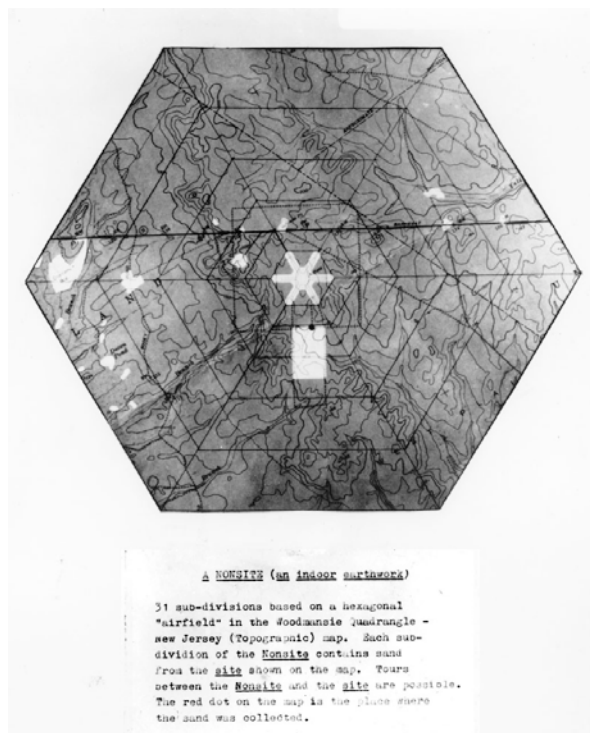 A NONSITE (an indoor earthwork)
31 sub-divisions based on a hexagonal
"airfield" in the Woodmansie Quadrangle -
New Jersey (Topographic) map. Each sub-
dividion of the Nonsite contains sand
from the site shown on the map. Tours
between the Nonsite and the site are possible.
The red dot on the map is the place where
the sand was collected.